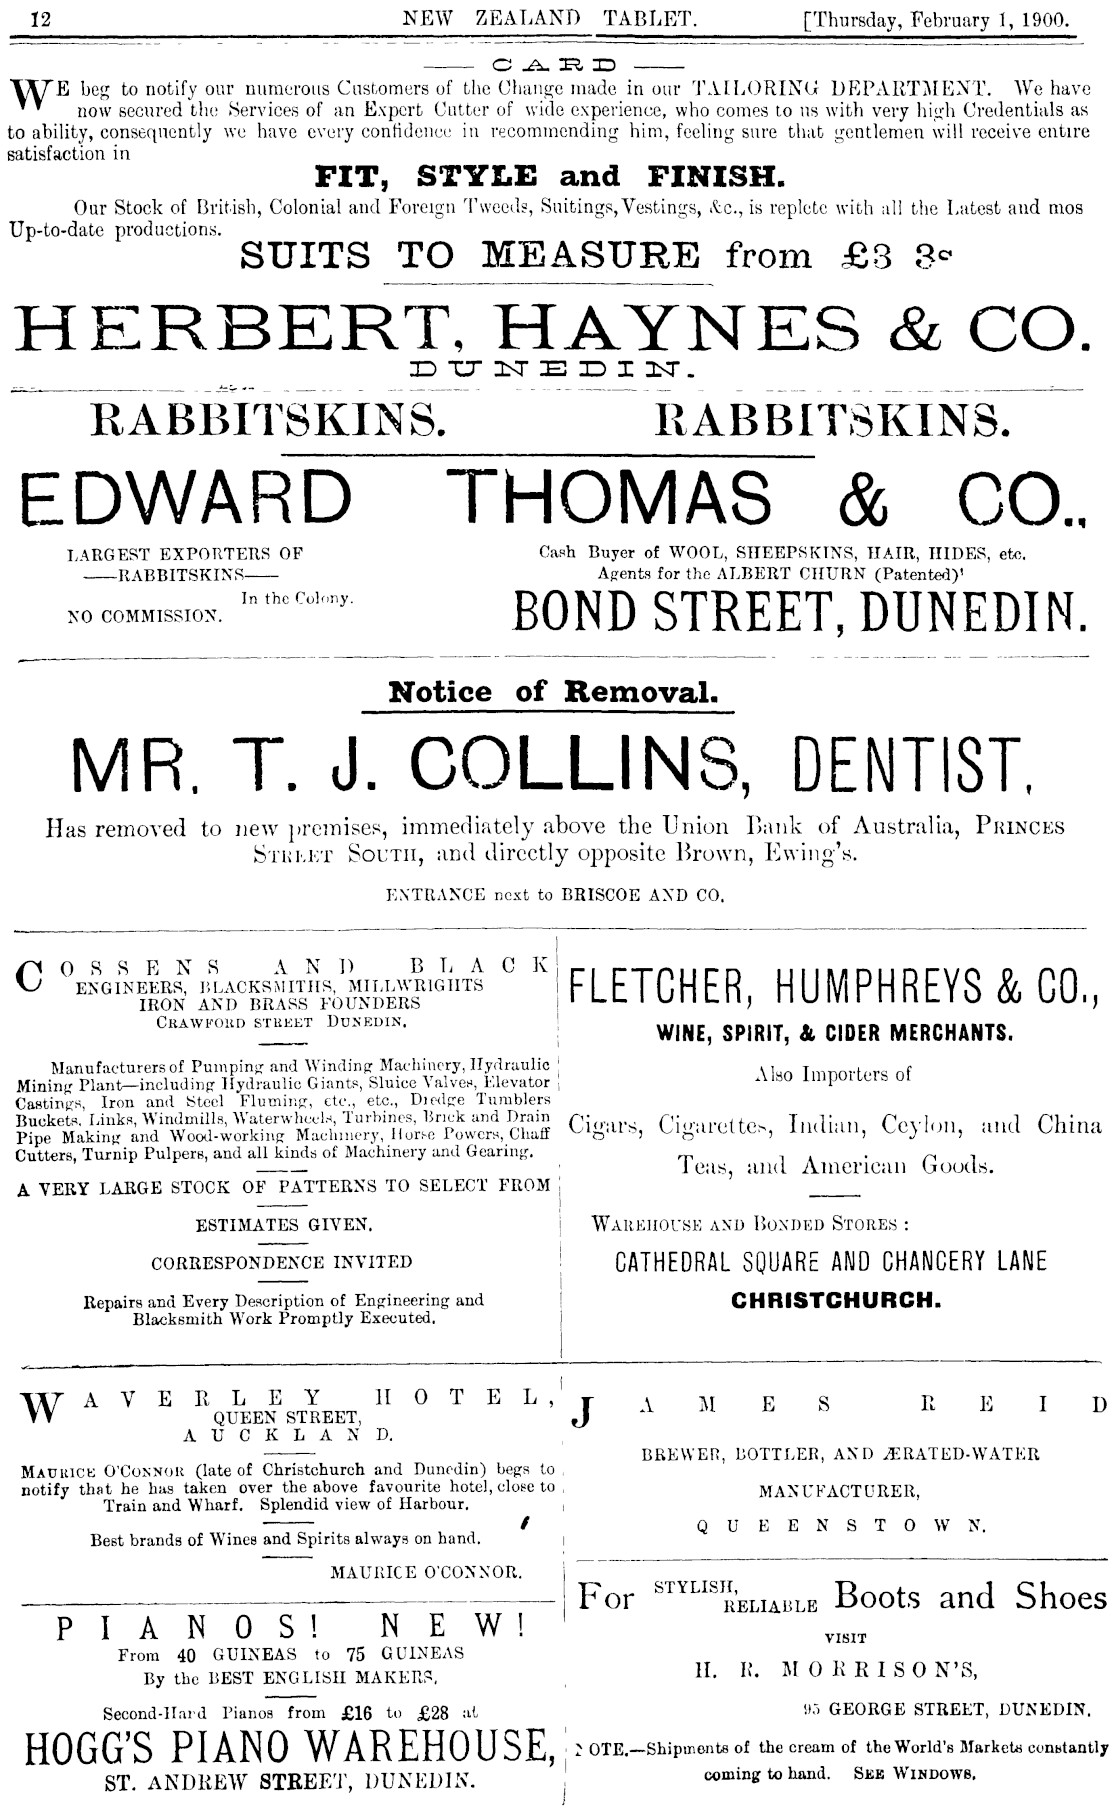 12 NEW ZEALAND TABLET. [Thursday, February 1, 1900.
CARD
WE beg to notify our numerous Customers of the Change made in our TAILORING DEPARTMENT. We have
now secured the Services of an Expert Cutter of wide experience, who comes to us with very high Credentials as
to ability, consequently we have every confidence in recommending him, feeling sure that gentlemen will receive entire
satisfaction in
FIT, STYLE and FINISH.
Our Stock of British, Colonial and Foreign Tweeds, Suitings, Vestings, &c., is replete with all the Latest and mos
Up-to-date productions.
SUITS TO MEASURE from £3 3s
HERBERT, HAYNES & CO.
DUNEDIN.
RABBITSKINS. RABBITSKINS.
EDWARD THOMAS & CO.,
LARGEST EXPORTERS OF
——RABBITSKINS——
In the Colony.
NO COMMISSION.
Cash Buyer of WOOL, SHEEPSKINS, HAIR, HIDES, etc.
Agents for the ALBERT CHURN (Patented)'
BOND STREET, DUNEDIN.
Notice of Removal.
MR. T. J. COLLINS, DENTIST,
Has removed to new premises, immediately above the Union Bank of Australia, PRINCES
STREET SOUTH, and directly opposite Brown, Ewing's.
ENTRANCE next to BRISCOE AND CO.
COSSENS AND BLACK
ENGINEERS, BLACKSMITHS, MILLWRIGHTS
IRON AND BRASS FOUNDERS
CRAWFORD STREET DUNEDIN.
Manufacturers of Pumping and Winding Machinery, Hydraulic
Mining Plant—including Hydraulic Giants, Sluice Valves, Elevator
Castings, Iron and Steel Fluming, etc., etc., Dredge Tumblers
Buckets, Links, Windmills, Waterwheels, Turbines, Brick and Drain
Pipe Making and Wood-working Machinery, Horse Powers, Chaff
Cutters, Turnip Pulpers, and all kinds of Machinery and Gearing.
A VERY LARGE STOCK OF PATTERNS TO SELECT FROM
ESTIMATES GIVEN.
CORRESPONDENCE INVITED
Repairs and Every Description of Engineering and
Blacksmith Work Promptly Executed.
FLETCHER, HUMPHREYS & CO.,
WINE, SPIRIT, & CIDER MERCHANTS.
Also Importers of
Cigars, Cigarettes, Indian, Ceylon, and China
Teas, and American Goods.
WAREHOUSE AND BONDED STORES :
CATHEDRAL SQUARE AND CHANCERY LANE
CHRISTCHURCH.
WAVERLEY HOTEL,
QUEEN STREET,
AUCKLAND.
MAURICE O'CONNOR (late of Christchurch and Dunedin) begs to
notify that he has taken over the above favourite hotel, close to
Train and Wharf. Splendid view of Harbour.
Best brands of Wines and Spirits always on hand.
MAURICE O'CONNOR.
PIANOS! NEW!
From 40 GUINEAS to 75 GUINEAS
By the BEST ENGLISH MAKERS,
Second-Hard Pianos from £16 to £28 at
HOGG'S PIANO WAREHOUSE,
ST. ANDREW STREET, DUNEDIN.
JAMES REID
BREWER, BOTTLER, AND ÆRATED-WATER
MANUFACTURER,
QUEENSTOWN.
For STYLISH, RELIABLE Boots and Shoes
VISIT
H. R. MORRISON'S,
95 GEORGE STREET, DUNEDIN.
NOTE.—Shipments of the cream of the World's Markets constantly
coming to hand. SEE WINDOWS.